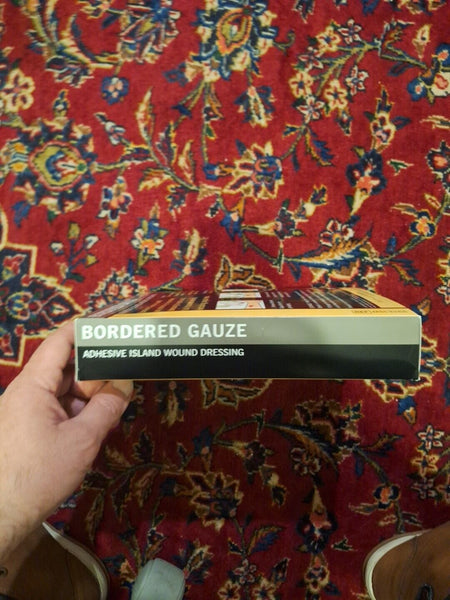 BORDERED GAUZE
ADHESIVE ISLAND WOUND DRESSING